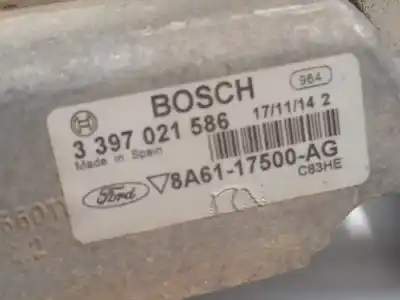 BOSCH
964
3 397 021 586
17/11/14 2
Made in Spain
Ford
8A61-17500-AG
C83HE